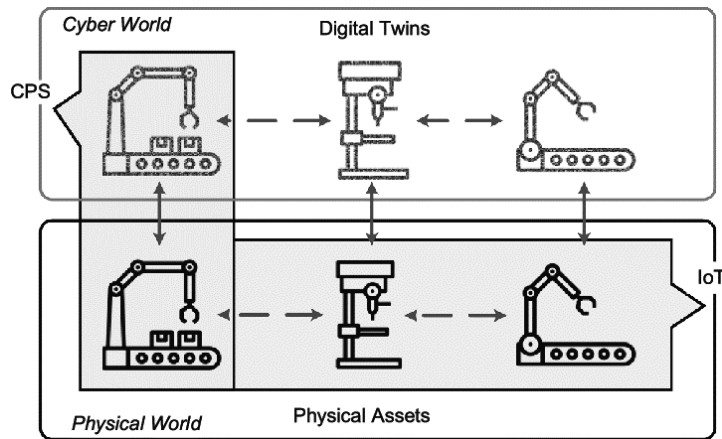 Cyber World
Digital Twins
CPS
IoT
Physical World
Physical Assets